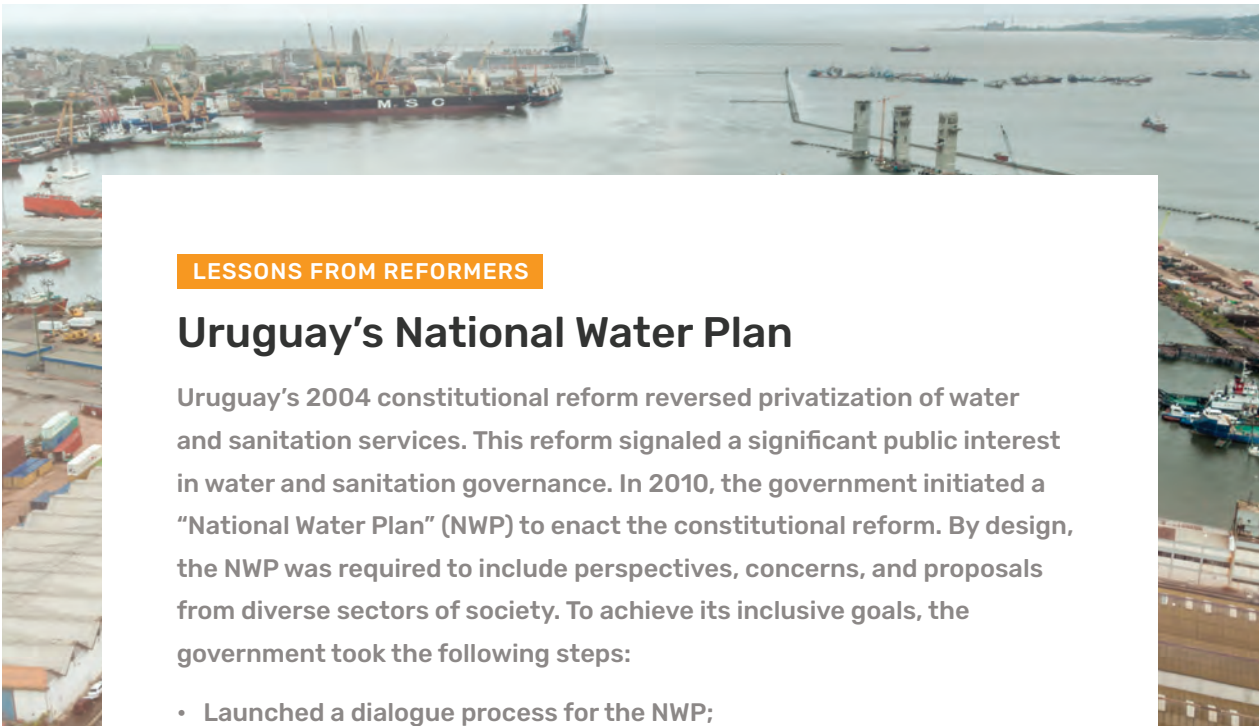 MSC
LESSONS FROM REFORMERS
Uruguay’s National Water Plan
Uruguay’s 2004 constitutional reform reversed privatization of water
and sanitation services. This reform signaled a significant public interest
in water and sanitation governance. In 2010, the government initiated a
“National Water Plan” (NWP) to enact the constitutional reform. By design,
the NWP was required to include perspectives, concerns, and proposals
from diverse sectors of society. To achieve its inclusive goals, the
government took the following steps:
• Launched a dialogue process for the NWP;